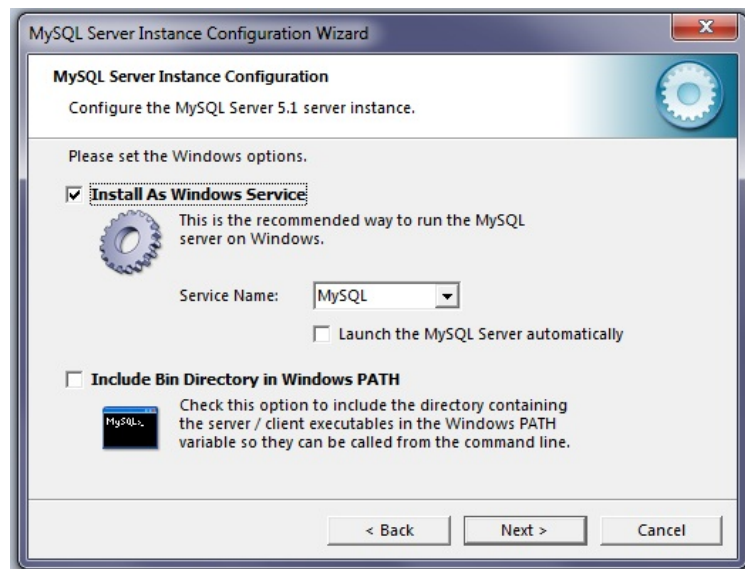 MySQL Server Instance Configuration Wizard
MySQL Server Instance Configuration
Configure the MySQL Server 5.1 server instance.
Please set the Windows options.
Install As Windows Service
This is the recommended way to run the MySQL
server on Windows.
Service Name: MySQL
Launch the MySQL Server automatically
Include Bin Directory in Windows PATH
MySQL>_
Check this option to include the directory containing
the server / client executables in the Windows PATH
variable so they can be called from the command line.
< Back Next > Cancel